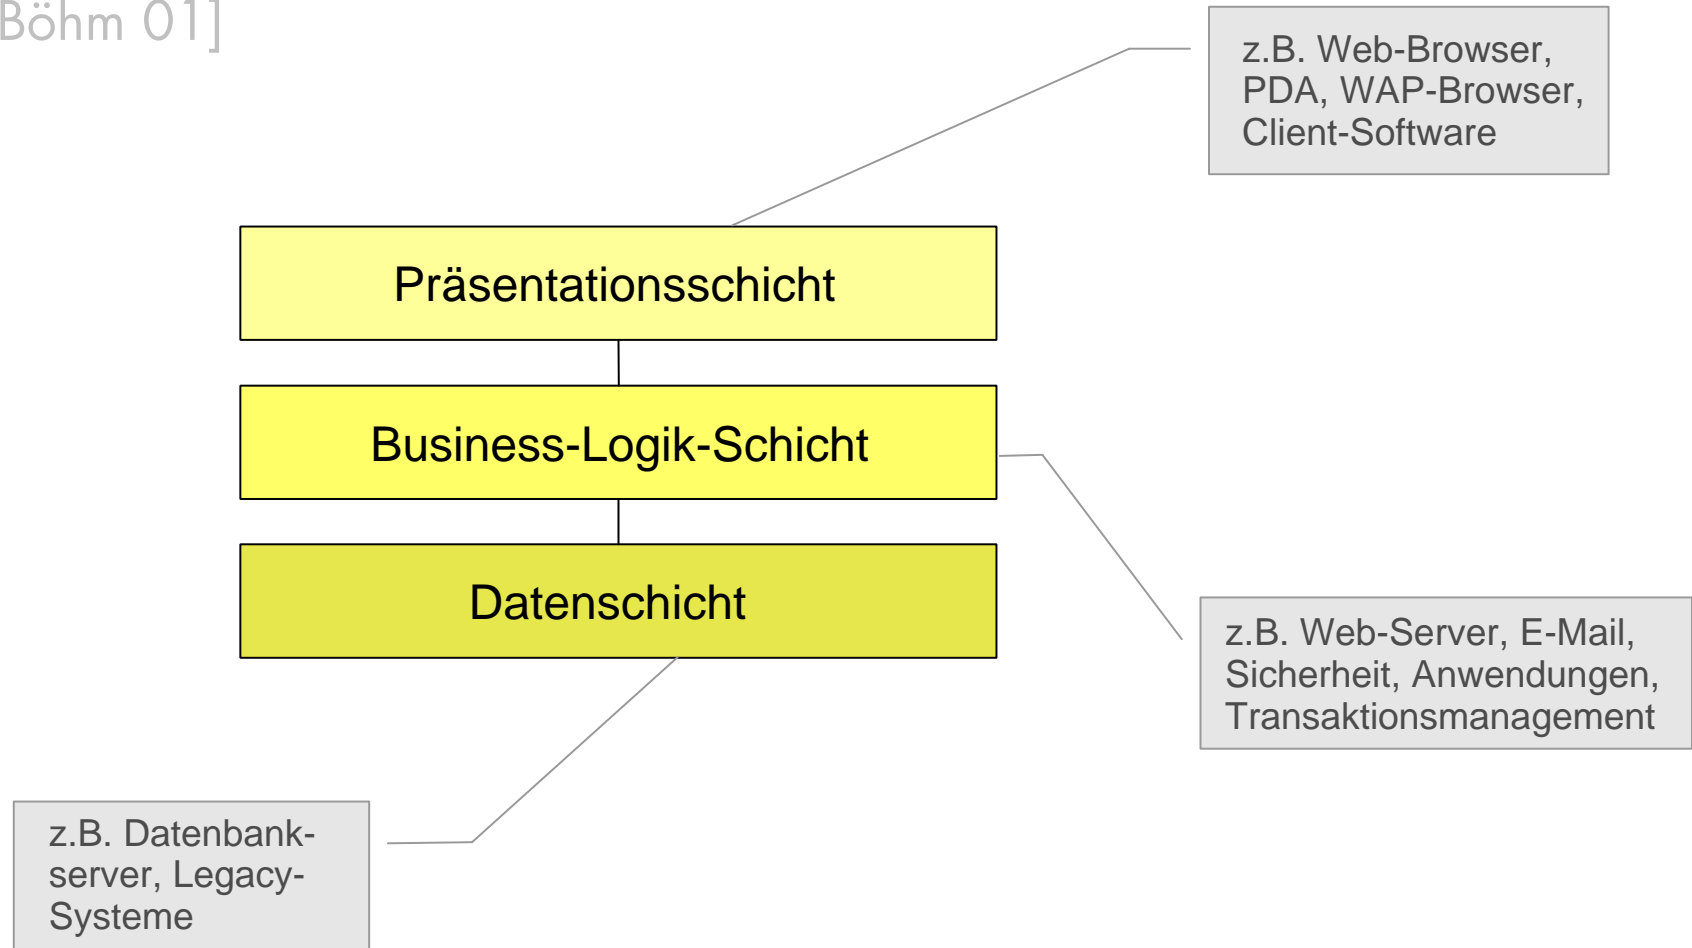 Böhm 01]
z.B. Web-Browser,
PDA, WAP-Browser,
Client-Software
Präsentationsschicht
Business-Logik-Schicht
Datenschicht
z.B. Web-Server, E-Mail,
Sicherheit, Anwendungen,
Transaktionsmanagement
z.B. Datenbank-
server, Legacy-
Systeme